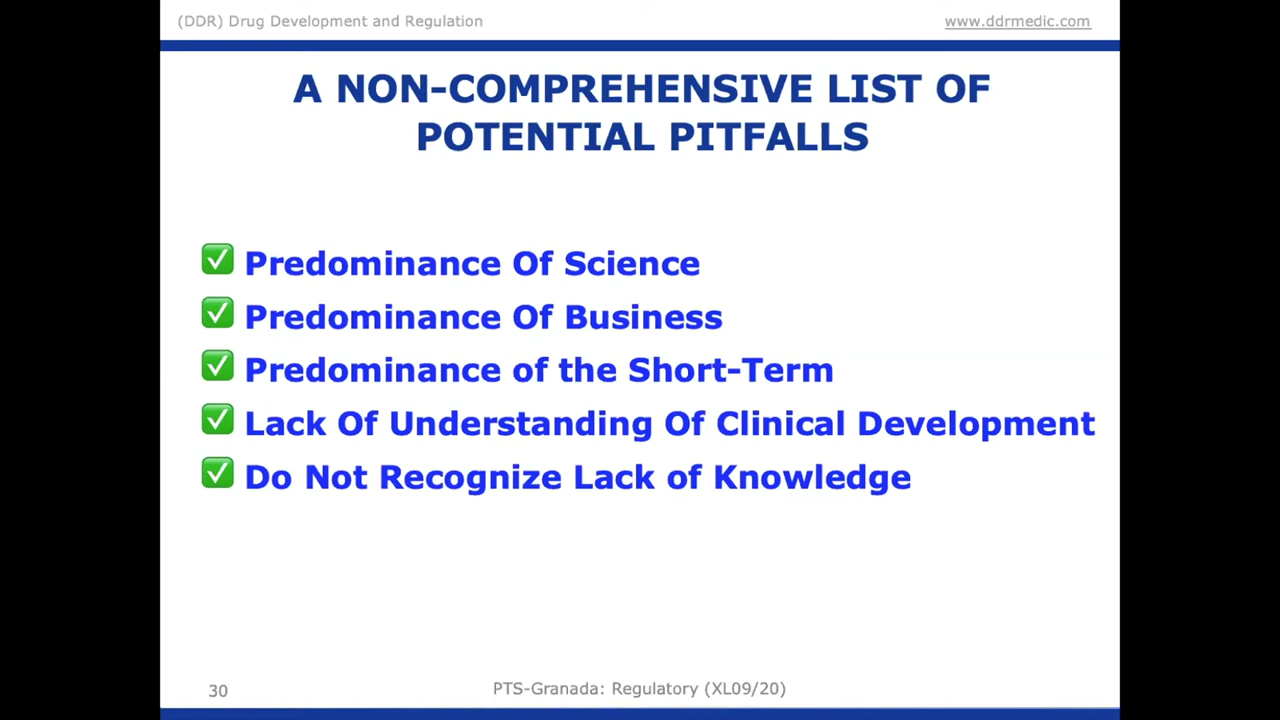 (DDR) Drug Development and Regulation
www.ddrmedic.com
A NON-COMPREHENSIVE LIST OF
POTENTIAL PITFALLS
Predominance Of Science
Predominance Of Business
Predominance of the Short-Term
Lack Of Understanding Of Clinical Development
Do Not Recognize Lack of Knowledge
30
PTS-Granada: Regulatory (XL09/20)